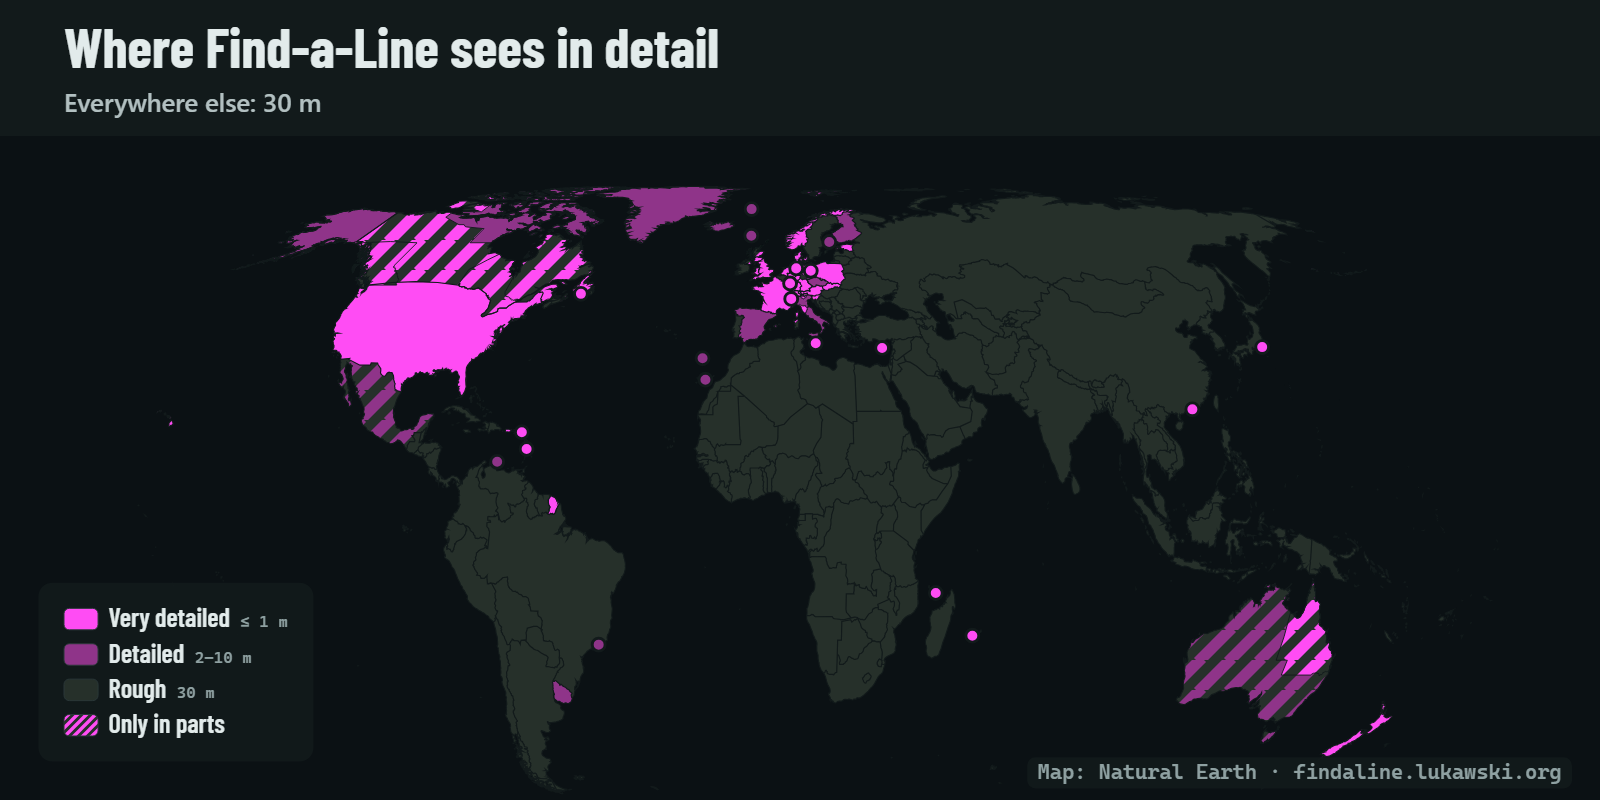 Where Find-a-Line sees in detail
Everywhere else: 30 m
Very detailed ≤ 1 m
Detailed 2–10 m
Rough 30 m
Only in parts
Map: Natural Earth · findaline.lukawski.org